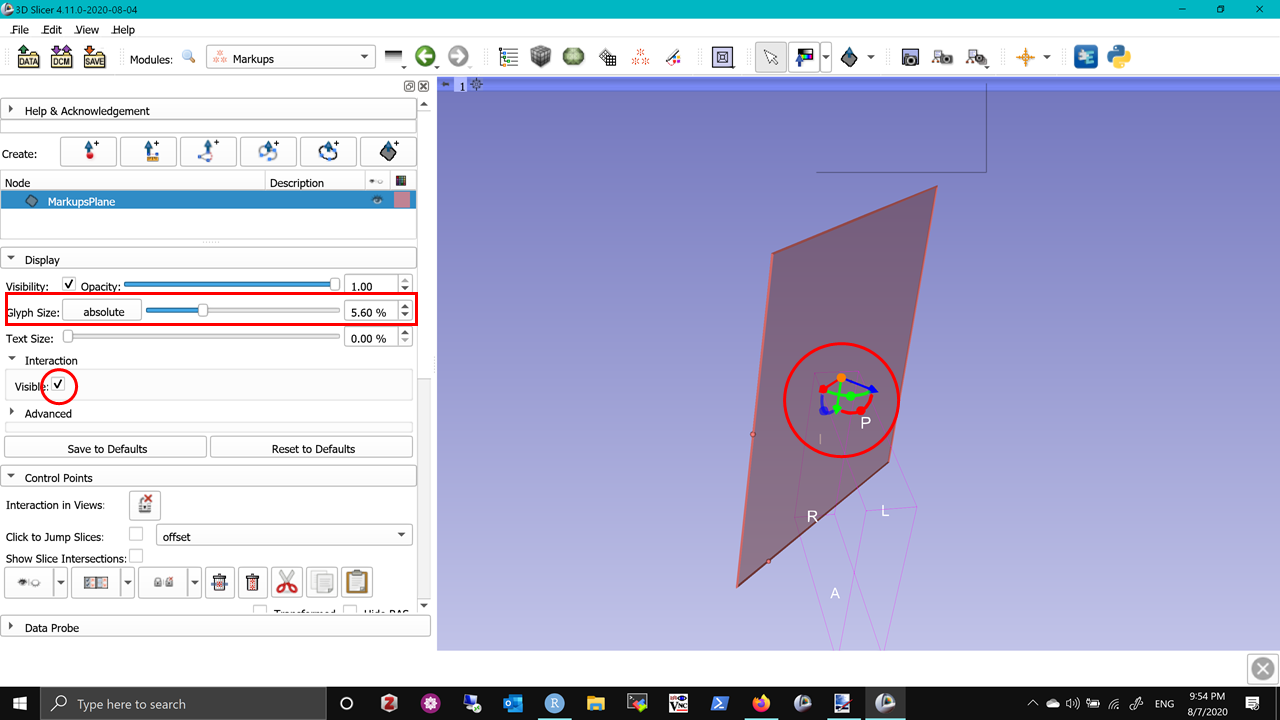 3D Slicer 4.11.0-2020-08-04
File Edit View Help
DATA DCM SAVE Modules: Markups
1
Help & Acknowledgement
Create:
Node Description
MarkupsPlane
Display
Visibility: Opacity: 1.00
Glyph Size: absolute 5.60 %
Text Size: 0.00 %
Interaction
Visible:
Advanced
Save to Defaults Reset to Defaults
Control Points
Interaction in Views:
Click to Jump Slices: offset
Show Slice Intersections:
Transformed Hide RAS
Data Probe
P
I
R
L
A
Type here to search
ENG
9:54 PM
8/7/2020